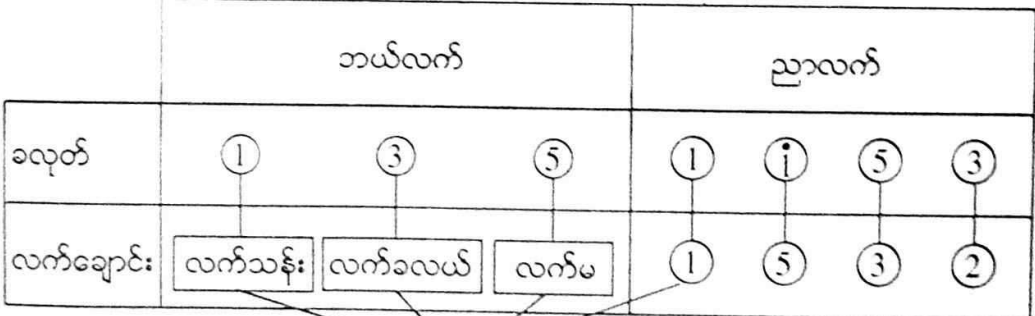 ဘယ်လက် ညာလက်
ခလုတ် ① ③ ⑤ ① i ⑤ ③
လက်ချောင်း လက်သန်း လက်ခလယ် လက်မ ① ⑤ ③ ②